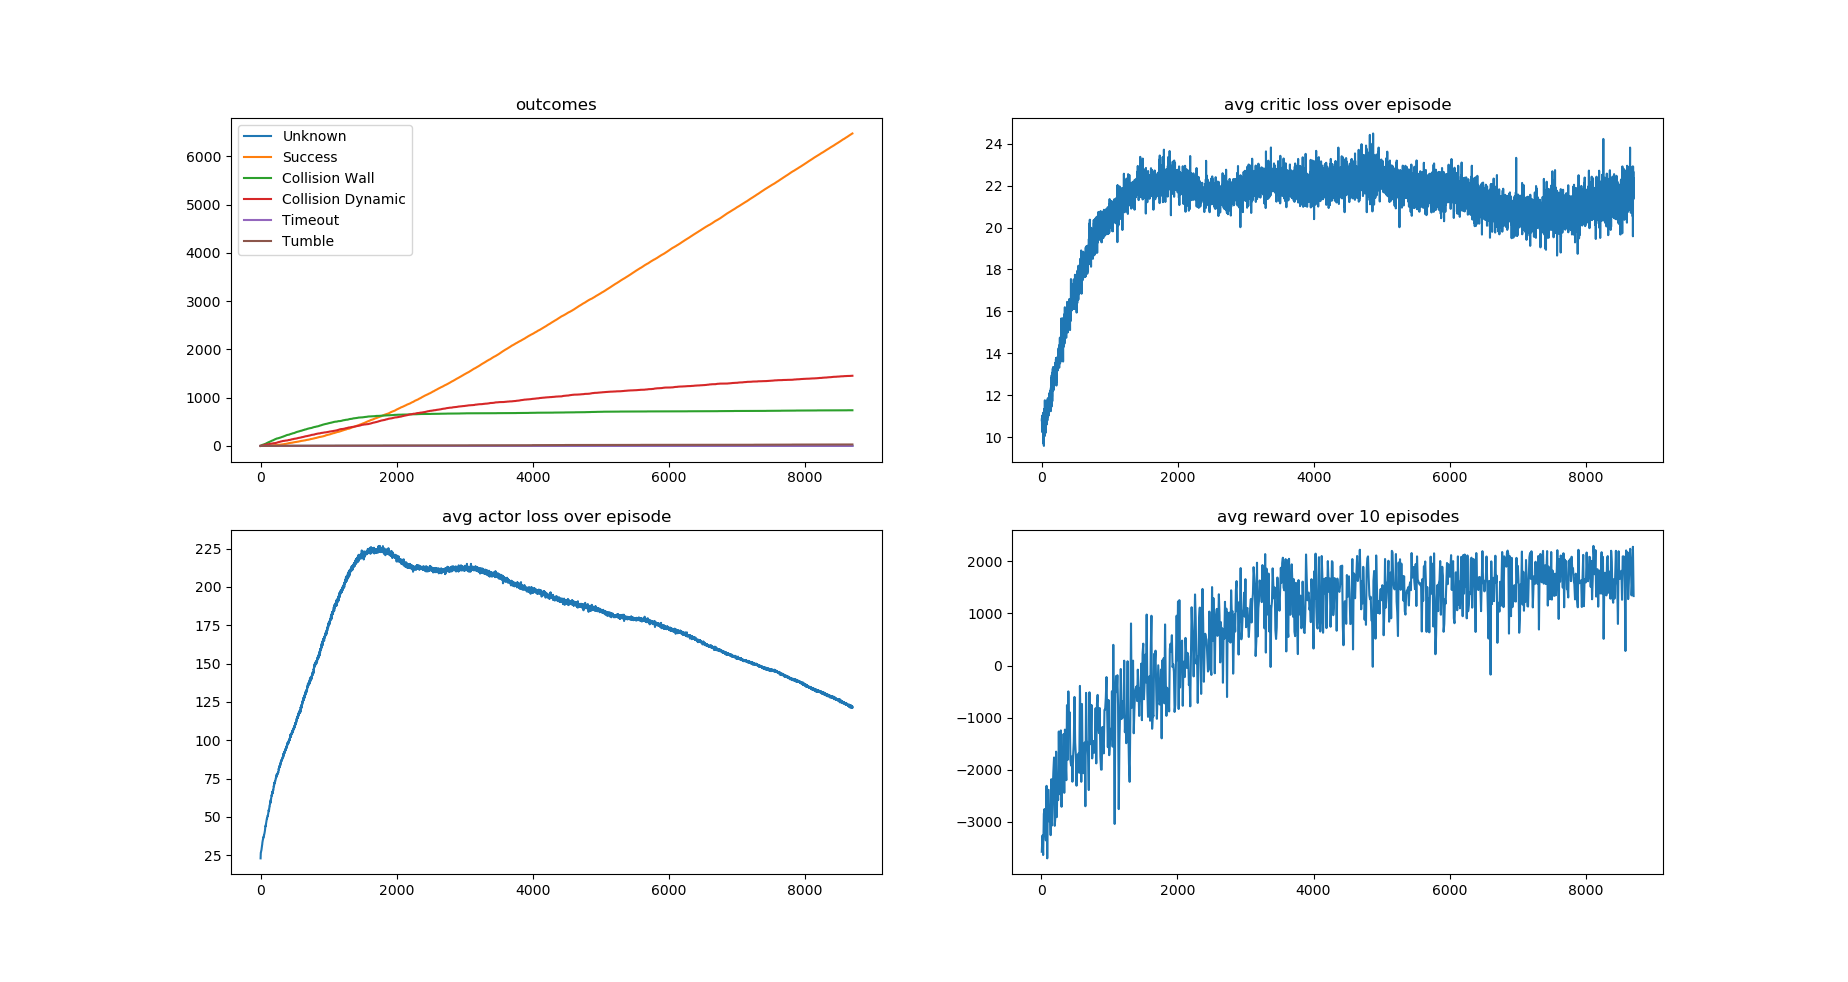 outcomes
Unknown
Success
Collision Wall
Collision Dynamic
Timeout
Tumble
6000
5000
4000
3000
2000
1000
0
0 2000 4000 6000 8000
avg critic loss over episode
24
22
20
18
16
14
12
10
0 2000 4000 6000 8000
avg actor loss over episode
225
200
175
150
125
100
75
50
25
0 2000 4000 6000 8000
avg reward over 10 episodes
2000
1000
0
−1000
−2000
−3000
0 2000 4000 6000 8000